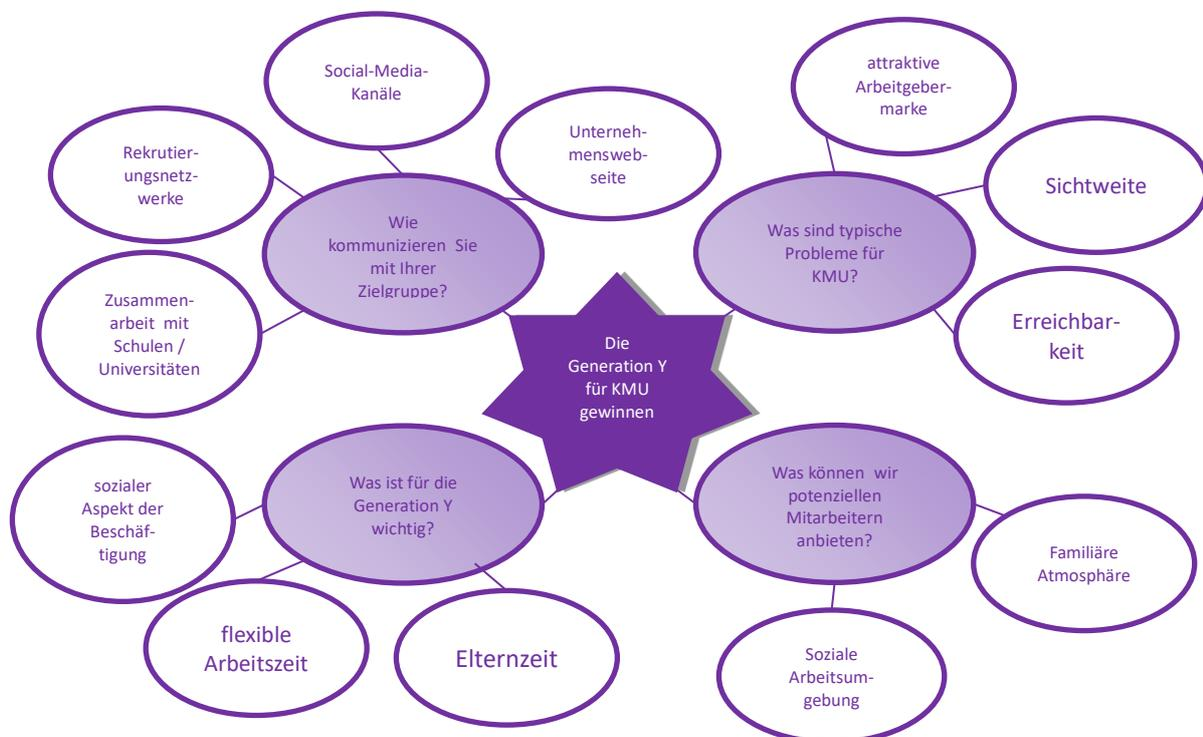 Social-Media-
Kanäle
Unterneh-
mensweb-
seite
Rekrutier-
ungsnetz-
werke
Wie
kommunizieren Sie
mit Ihrer
Zielgruppe?
Zusammen-
arbeit mit
Schulen /
Universitäten
attraktive
Arbeitgeber-
marke
Sichtweite
Was sind typische
Probleme für
KMU?
Erreichbar-
keit
Die
Generation Y
für KMU
gewinnen
Was ist für die
Generation Y
wichtig?
sozialer
Aspekt der
Beschäf-
tigung
flexible
Arbeitszeit
Elternzeit
Was können wir
potenziellen
Mitarbeitern
anbieten?
Familiäre
Atmosphäre
Soziale
Arbeitsum-
gebung